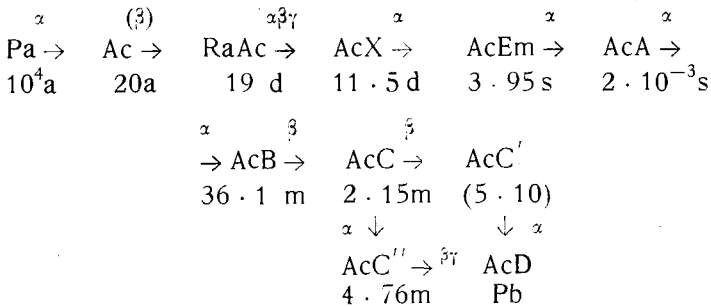 α (β) αβγ α α α
Pa → Ac → RaAc → AcX → AcEm → AcA →
10⁴a 20a 19 d 11 · 5 d 3 · 95 s 2 · 10⁻³s
α β β
→ AcB → AcC → AcC′
36 · 1 m 2 · 15m (5 · 10)
α ↓ ↓ α
AcC″ → βγ AcD
4 · 76m Pb